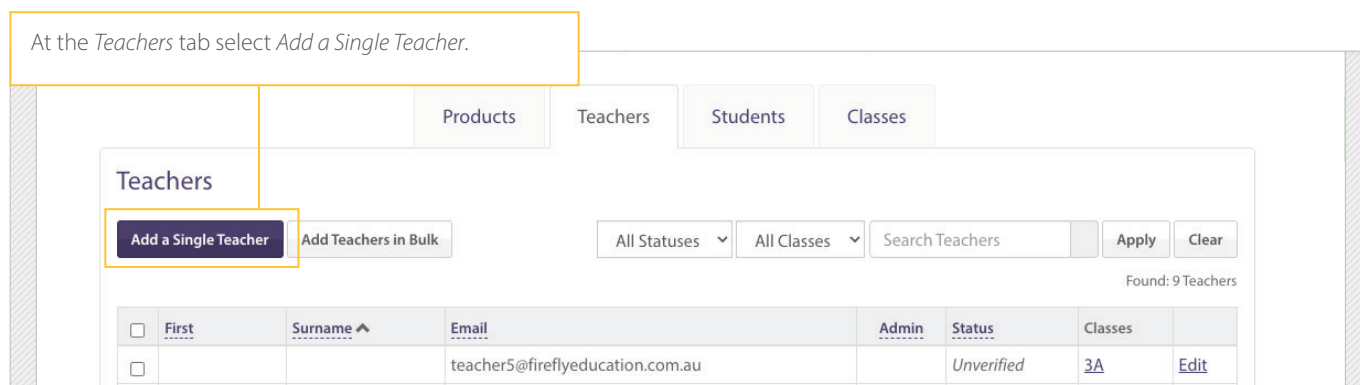 At the Teachers tab select Add a Single Teacher.
Products Teachers Students Classes
Teachers
Add a Single Teacher Add Teachers in Bulk All Statuses All Classes Search Teachers Apply Clear
Found: 9 Teachers
First Surname Email Admin Status Classes
teacher5@fireflyeducation.com.au Unverified 3A Edit